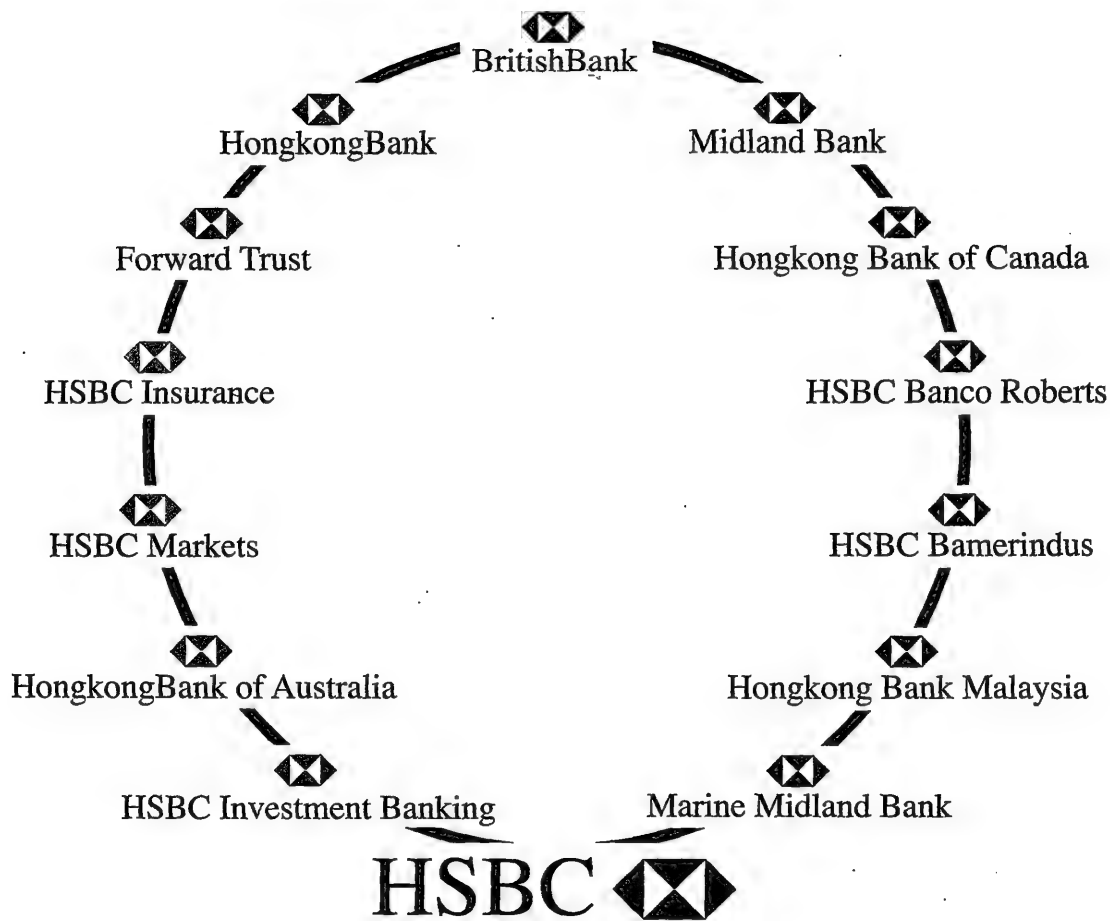 BritishBank
HongkongBank
Midland Bank
Forward Trust
Hongkong Bank of Canada
HSBC Insurance
HSBC Banco Roberts
HSBC Markets
HSBC Bamerindus
HongkongBank of Australia
Hongkong Bank Malaysia
HSBC Investment Banking
Marine Midland Bank
HSBC